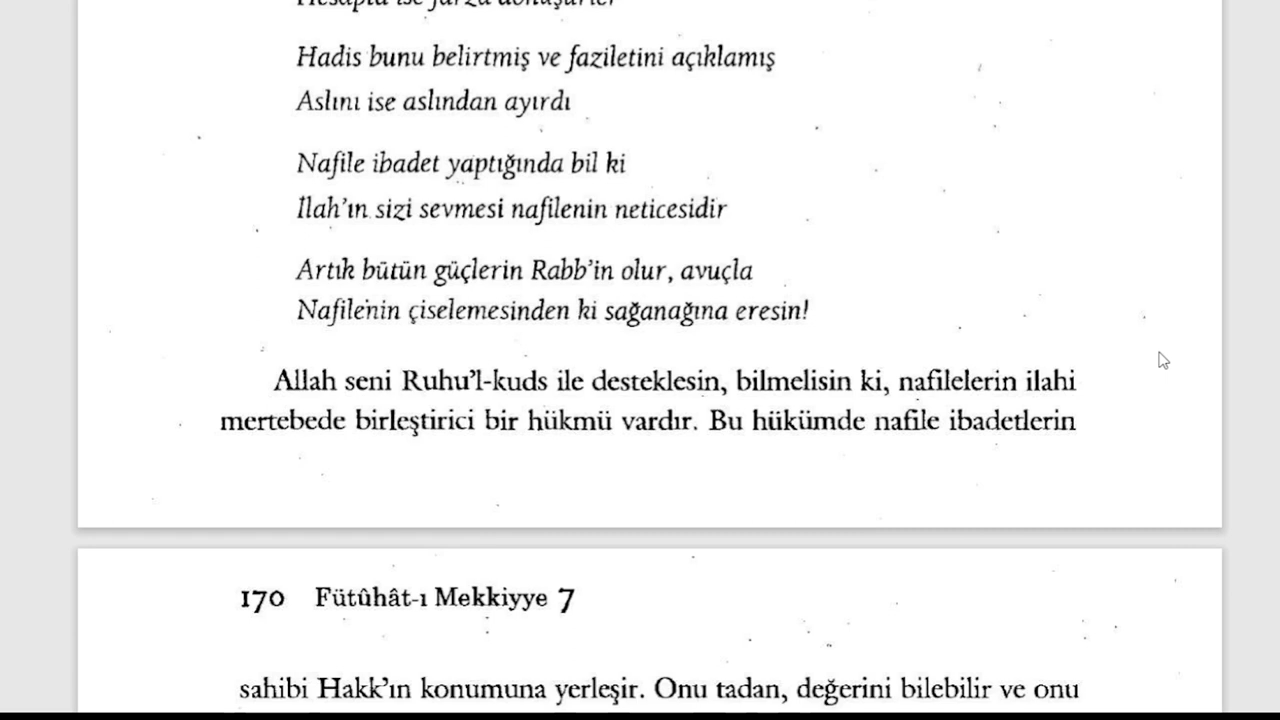 Hadis bunu belirtmiş ve faziletini açıklamış
Aslını ise aslından ayırdı
Nafile ibadet yaptığında bil ki
İlah'ın sizi sevmesi nafilenin neticesidir
Artık bütün güçlerin Rabb'in olur, avuçla
Nafile'nin çiselemesinden ki sağanağına eresin!
Allah seni Ruhu'l-kuds ile desteklesin, bilmelisin ki, nafilelerin ilahi
mertebede birleştirici bir hükmü vardır. Bu hükümde nafile ibadetlerin
170 Fütûhât-ı Mekkiyye 7
sahibi Hakk'ın konumuna yerleşir. Onu tadan, değerini bilebilir ve onu